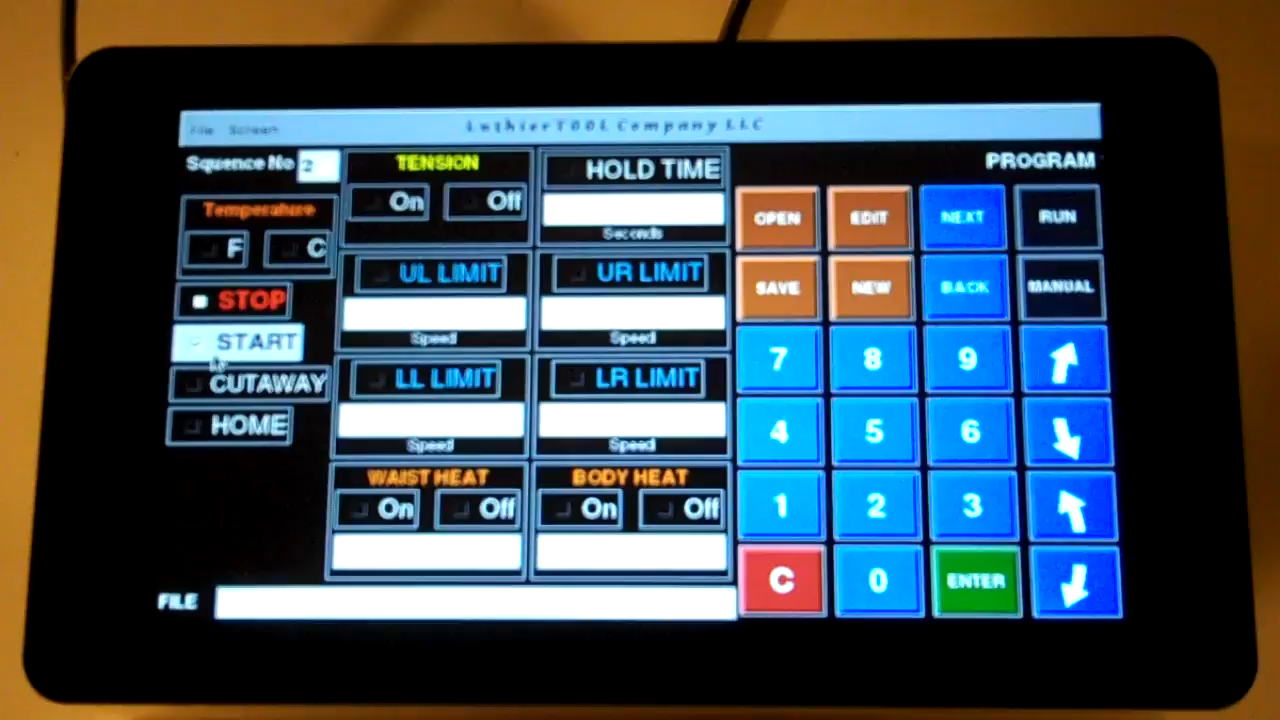 File Screen
LuthierTOOL Company LLC
Squence No 2
TENSION
On Off
HOLD TIME
Seconds
PROGRAM
Temperature
F C
STOP
START
CUTAWAY
HOME
UL LIMIT
Speed
UR LIMIT
Speed
LL LIMIT
Speed
LR LIMIT
Speed
WAIST HEAT
On Off
BODY HEAT
On Off
OPEN EDIT NEXT RUN
SAVE NEW BACK MANUAL
7 8 9
4 5 6
1 2 3
C 0 ENTER
FILE